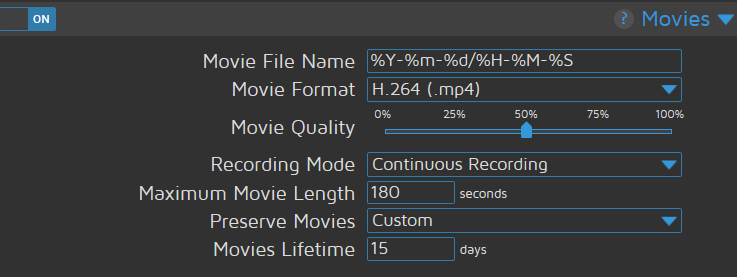 ON ? Movies
Movie File Name %Y-%m-%d/%H-%M-%S
Movie Format H.264 (.mp4)
0% 25% 50% 75% 100%
Movie Quality
Recording Mode Continuous Recording
Maximum Movie Length 180 seconds
Preserve Movies Custom
Movies Lifetime 15 days